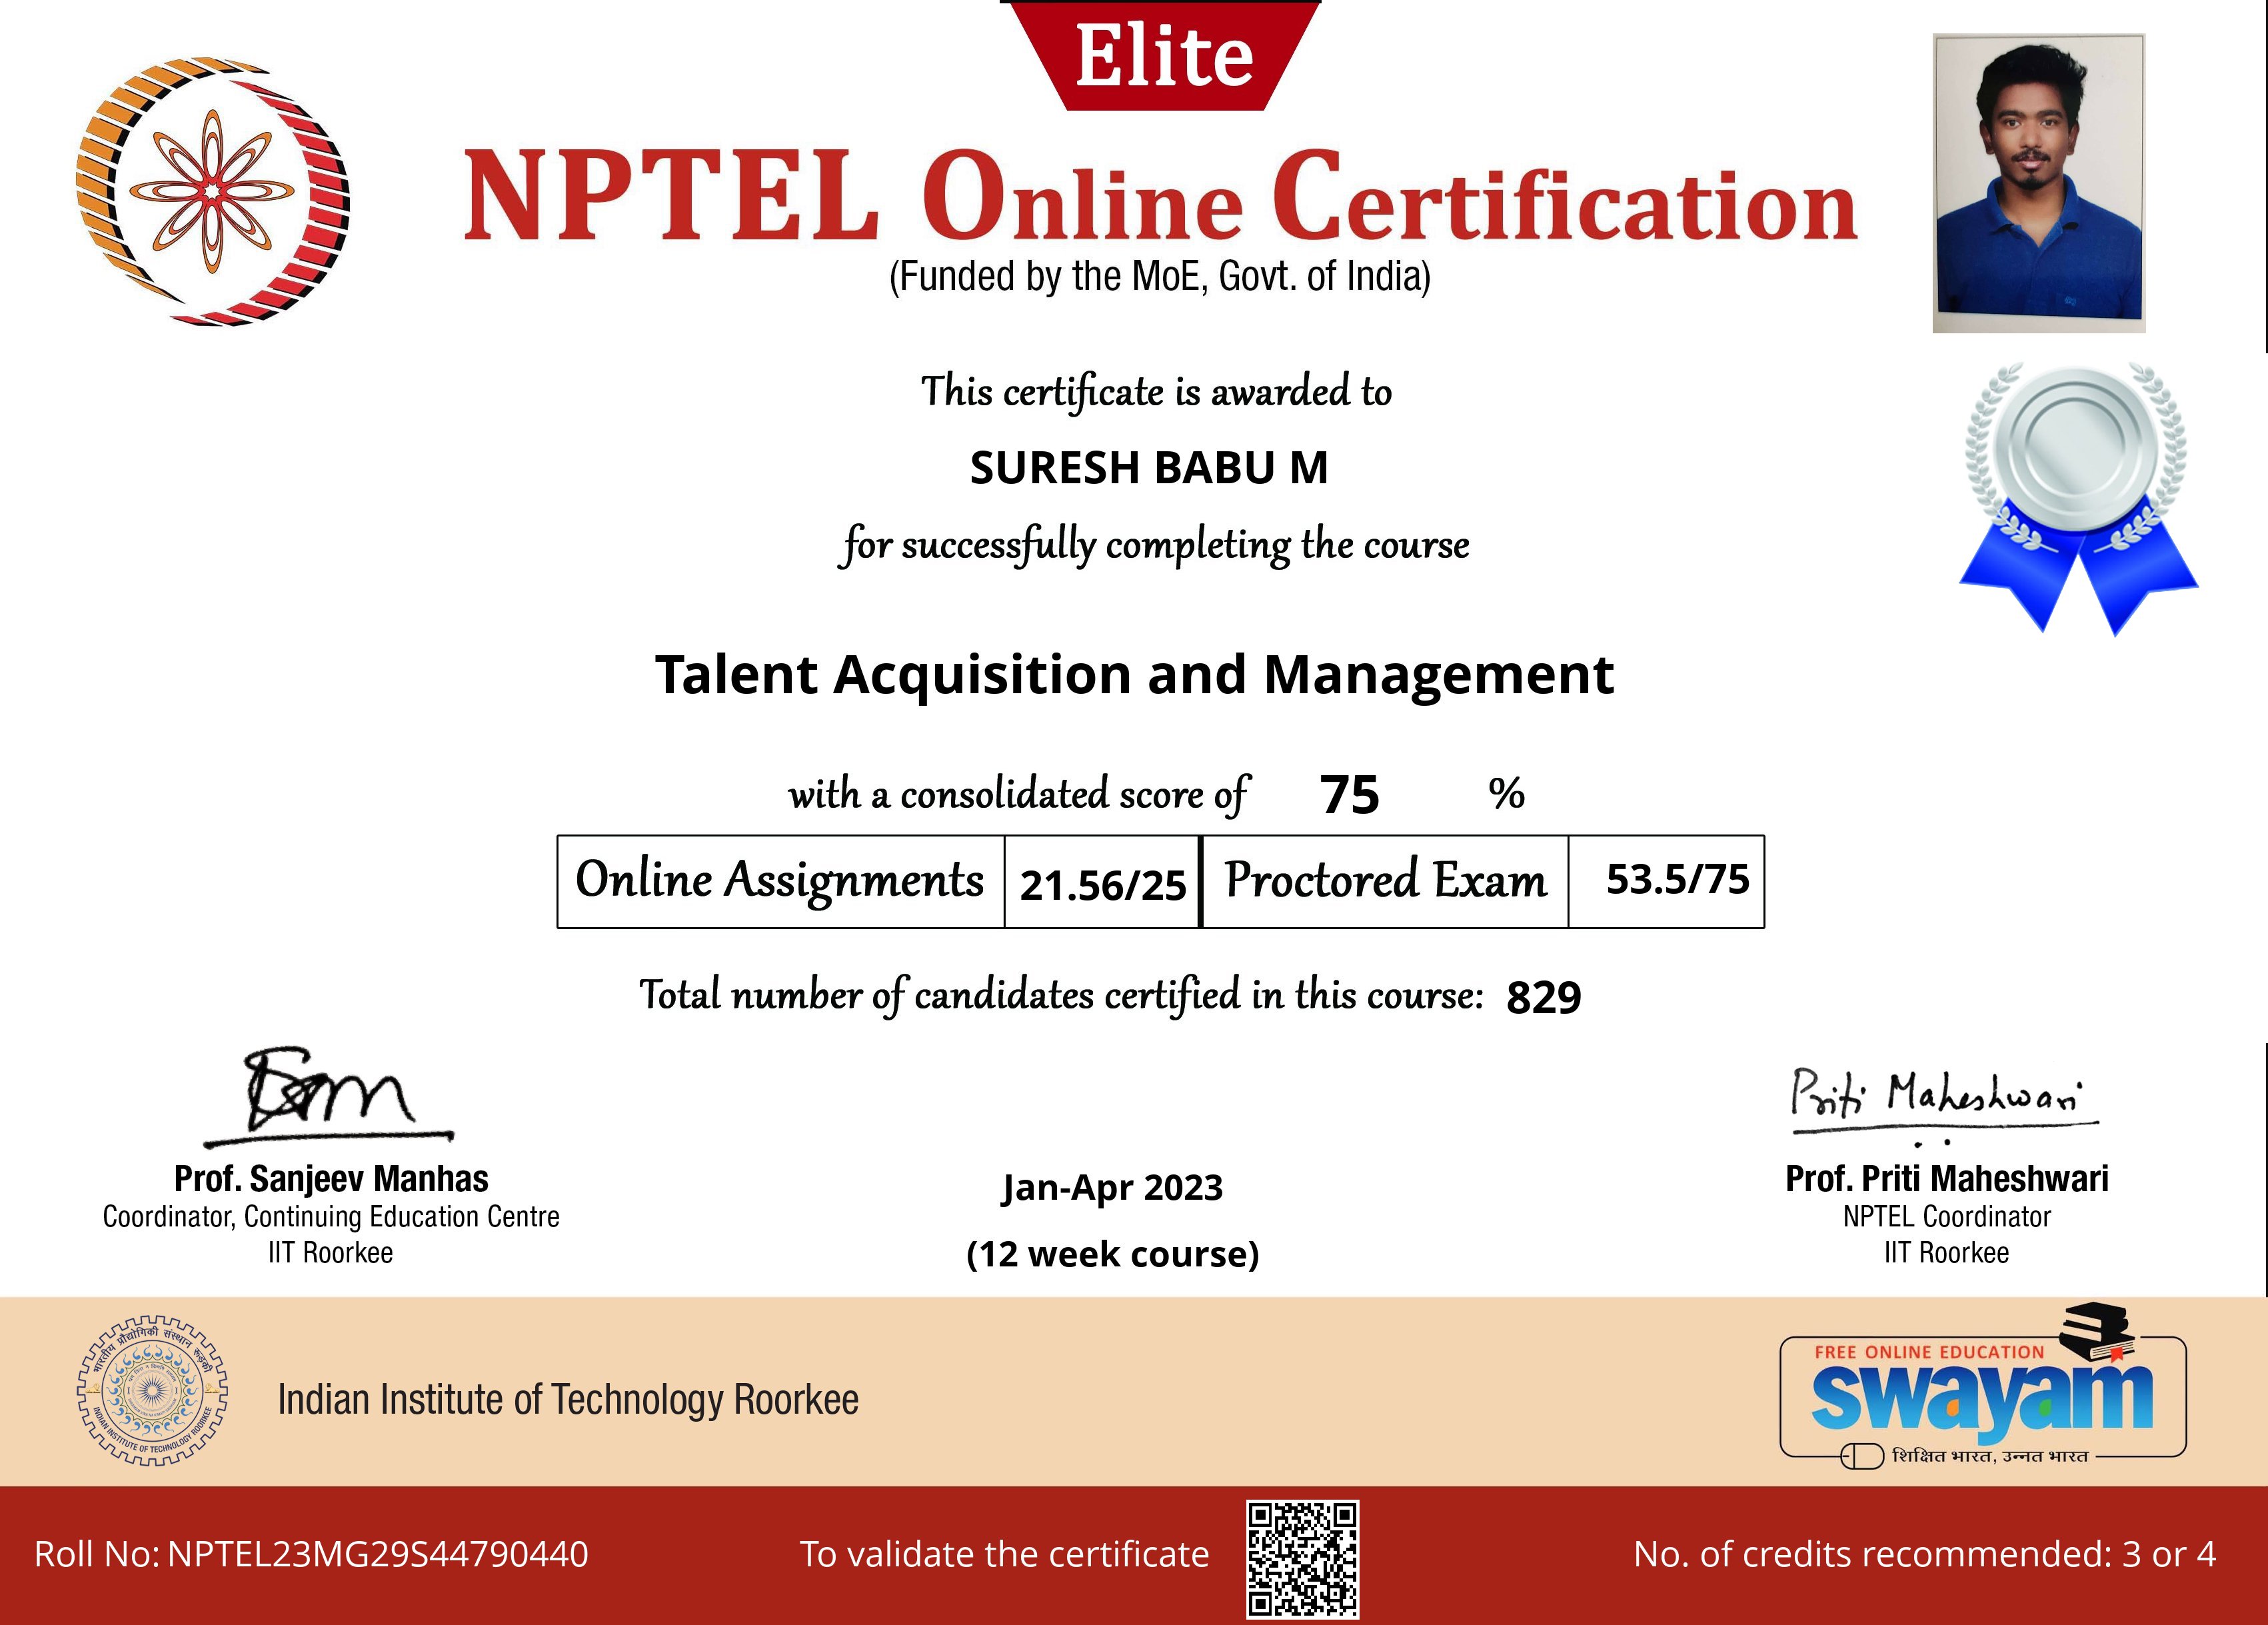 Elite
NPTEL Online Certification
(Funded by the MoE, Govt. of India)
This certificate is awarded to
SURESH BABU M
for successfully completing the course
Talent Acquisition and Management
with a consolidated score of 75 %
Online Assignments 21.56/25 Proctored Exam 53.5/75
Total number of candidates certified in this course: 829
Priti Maheshwari
Prof. Sanjeev Manhas
Coordinator, Continuing Education Centre
IIT Roorkee
Jan-Apr 2023
(12 week course)
Prof. Priti Maheshwari
NPTEL Coordinator
IIT Roorkee
भारतीय प्रौद्योगिकी संस्थान रूड़की
INDIAN INSTITUTE OF TECHNOLOGY ROORKEE
Indian Institute of Technology Roorkee
FREE ONLINE EDUCATION
swayam
शिक्षित भारत, उन्नत भारत
Roll No: NPTEL23MG29S44790440
To validate the certificate
No. of credits recommended: 3 or 4